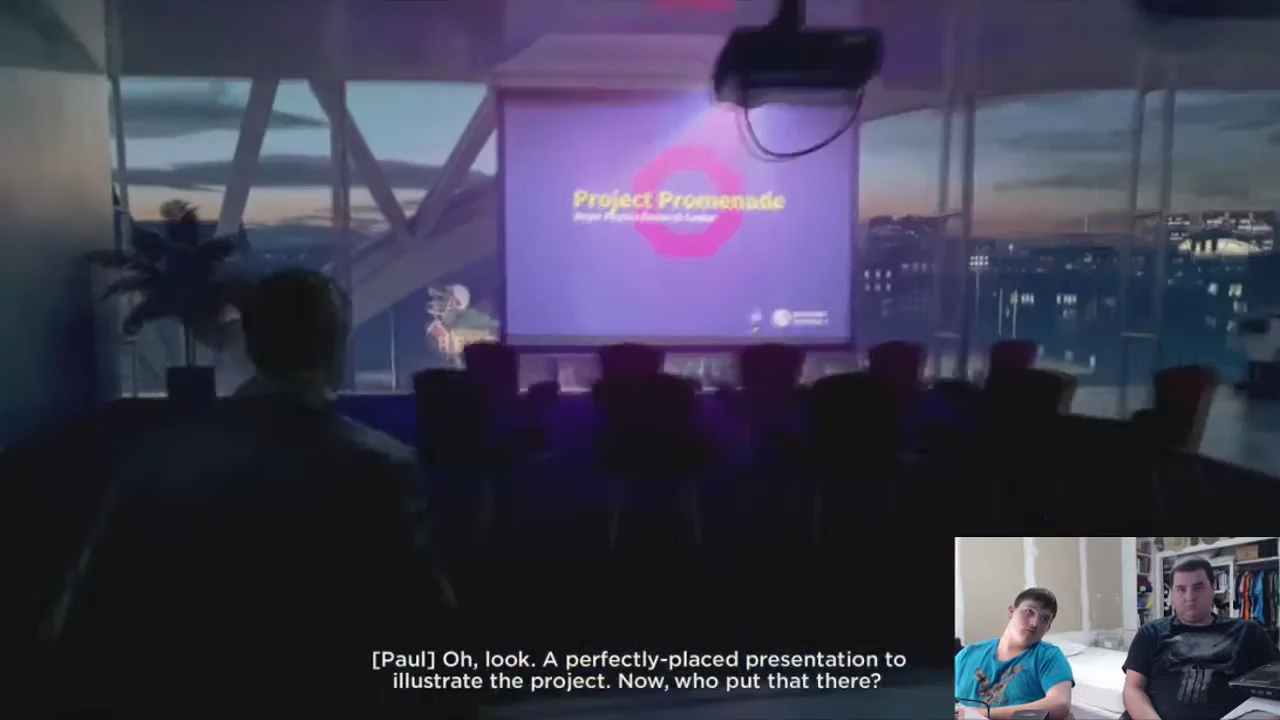 Project Promenade
[Paul] Oh, look. A perfectly-placed presentation to
illustrate the project. Now, who put that there?